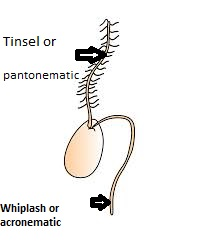 Tinsel or
pantonematic
Whiplash or
acronematic